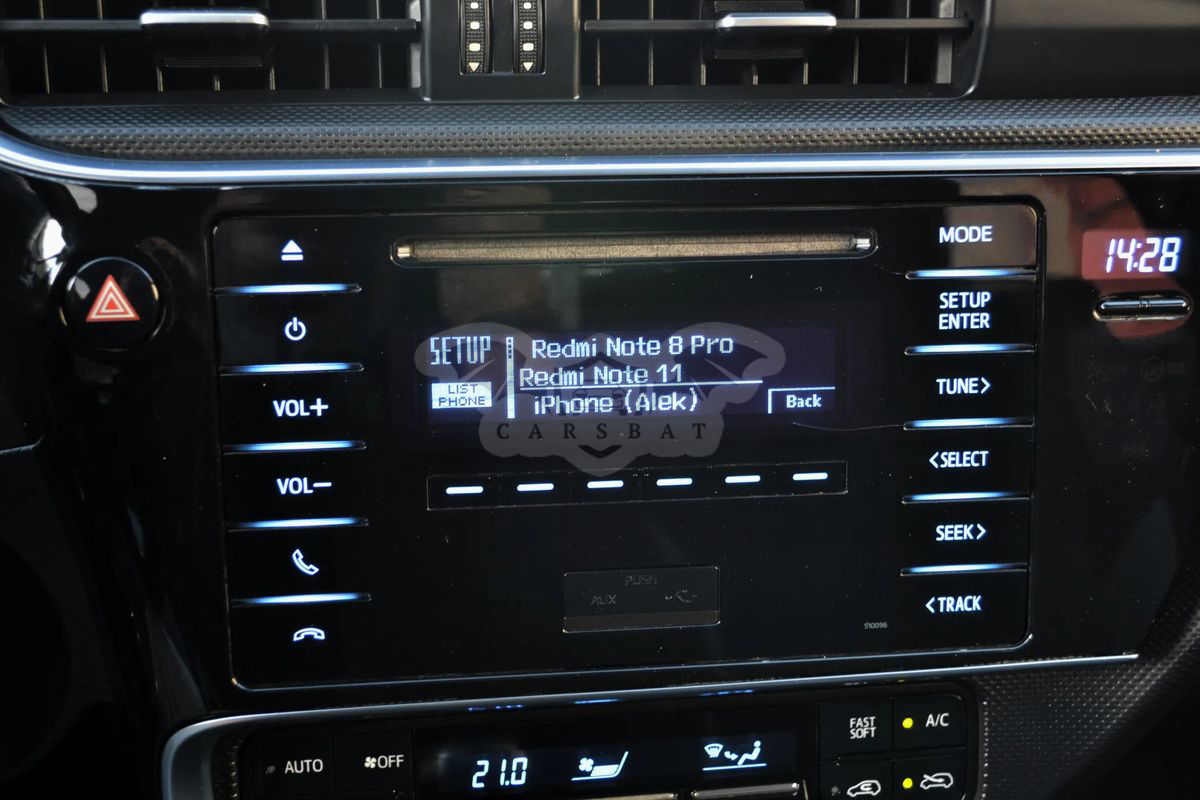 MODE
14:28
SETUP
ENTER
SETUP
Redmi Note 8 Pro
Redmi Note 11
LIST
PHONE
iPhone (Alek)
Back
CARSBAT
VOL+
TUNE>
<SELECT
VOL-
SEEK>
PUSH
AUX
<TRACK
510096
AUTO
OFF
21.0
FAST
SOFT
A/C